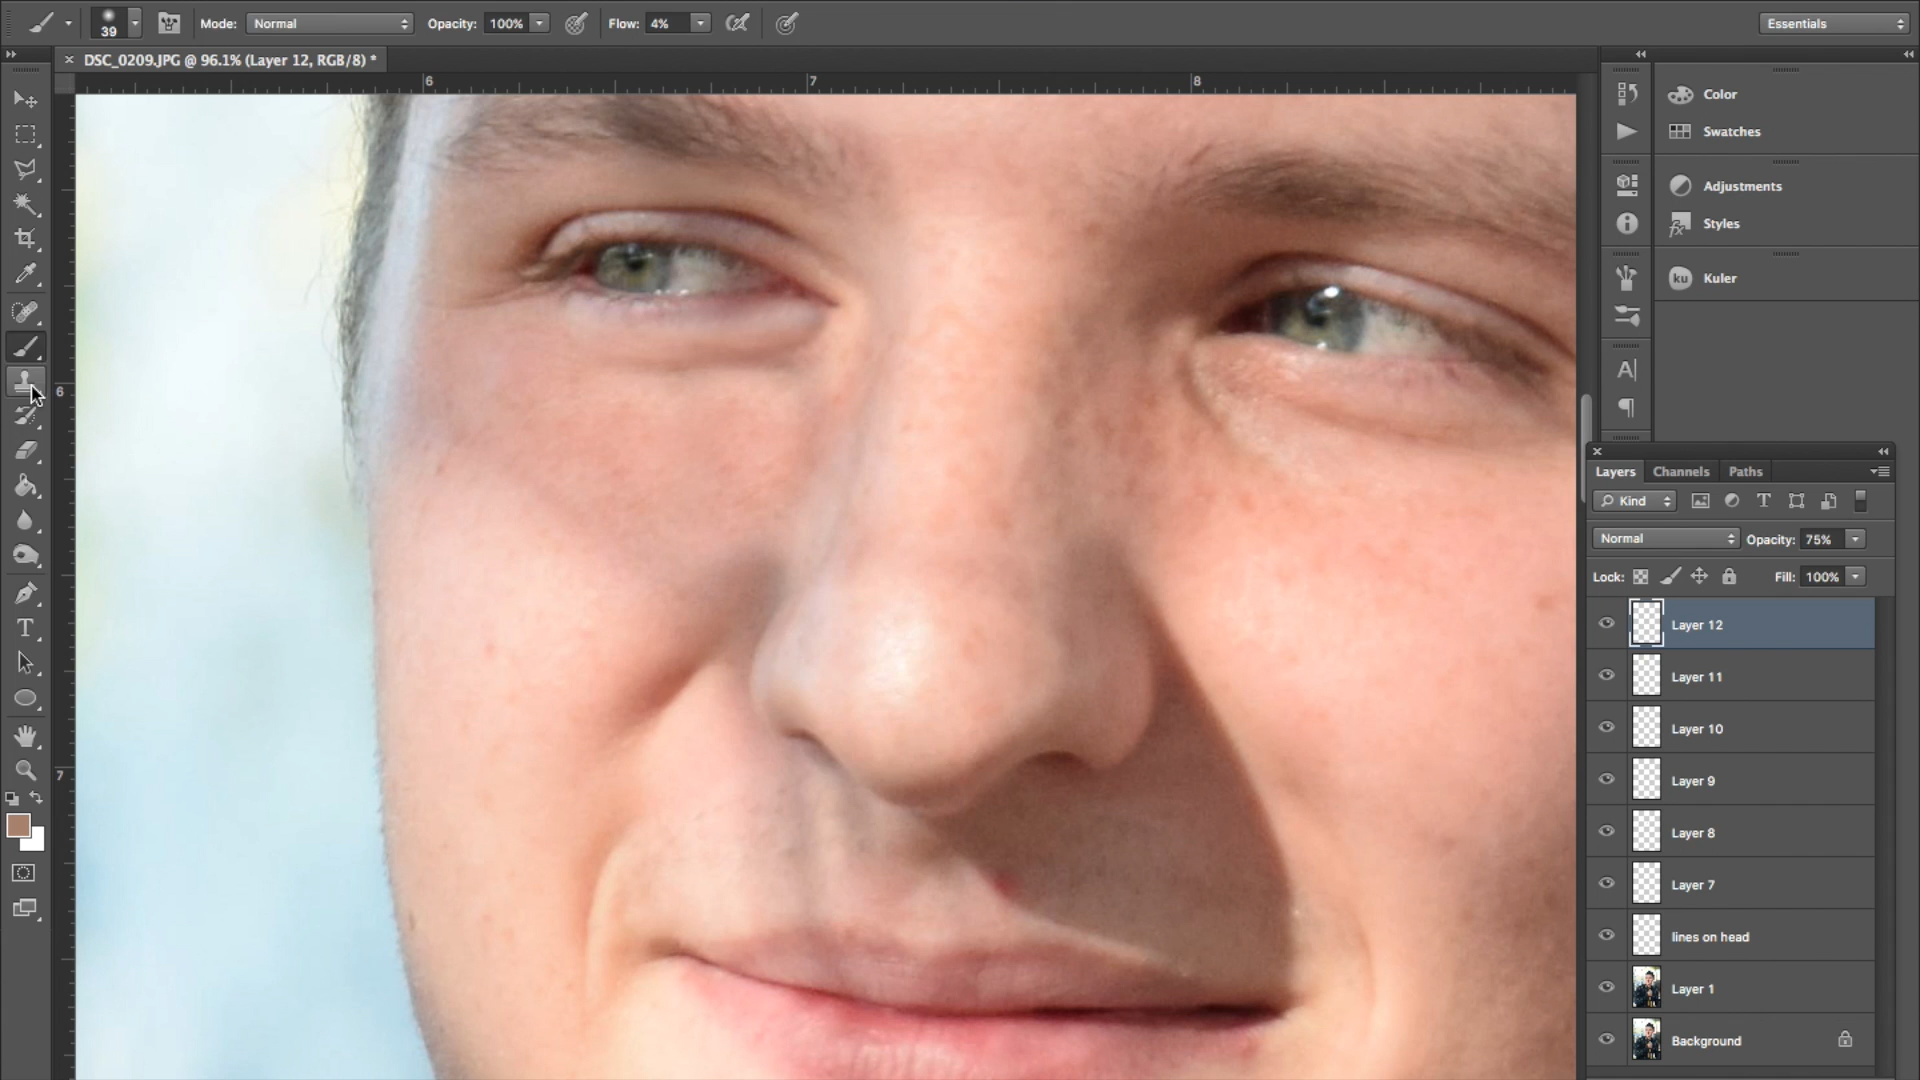 39 Mode: Normal Opacity: 100% Flow: 4% Essentials
DSC_0209.JPG @ 96.1% (Layer 12, RGB/8) *
6 7 8
6
7
Color
Swatches
Adjustments
Styles
ku Kuler
Layers Channels Paths
Kind
Normal Opacity: 75%
Lock: Fill: 100%
Layer 12
Layer 11
Layer 10
Layer 9
Layer 8
Layer 7
lines on head
Layer 1
Background